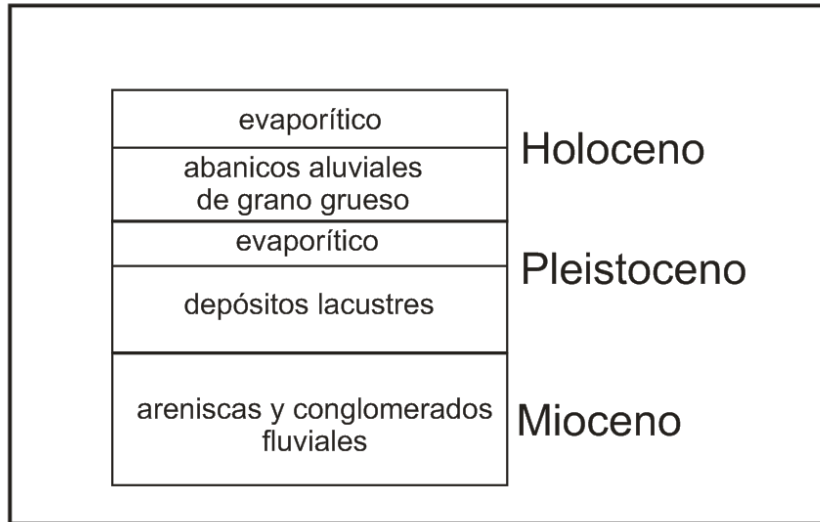 evaporítico
abanicos aluviales
de grano grueso
Holoceno
evaporítico
depósitos lacustres
Pleistoceno
areniscas y conglomerados
fluviales
Mioceno